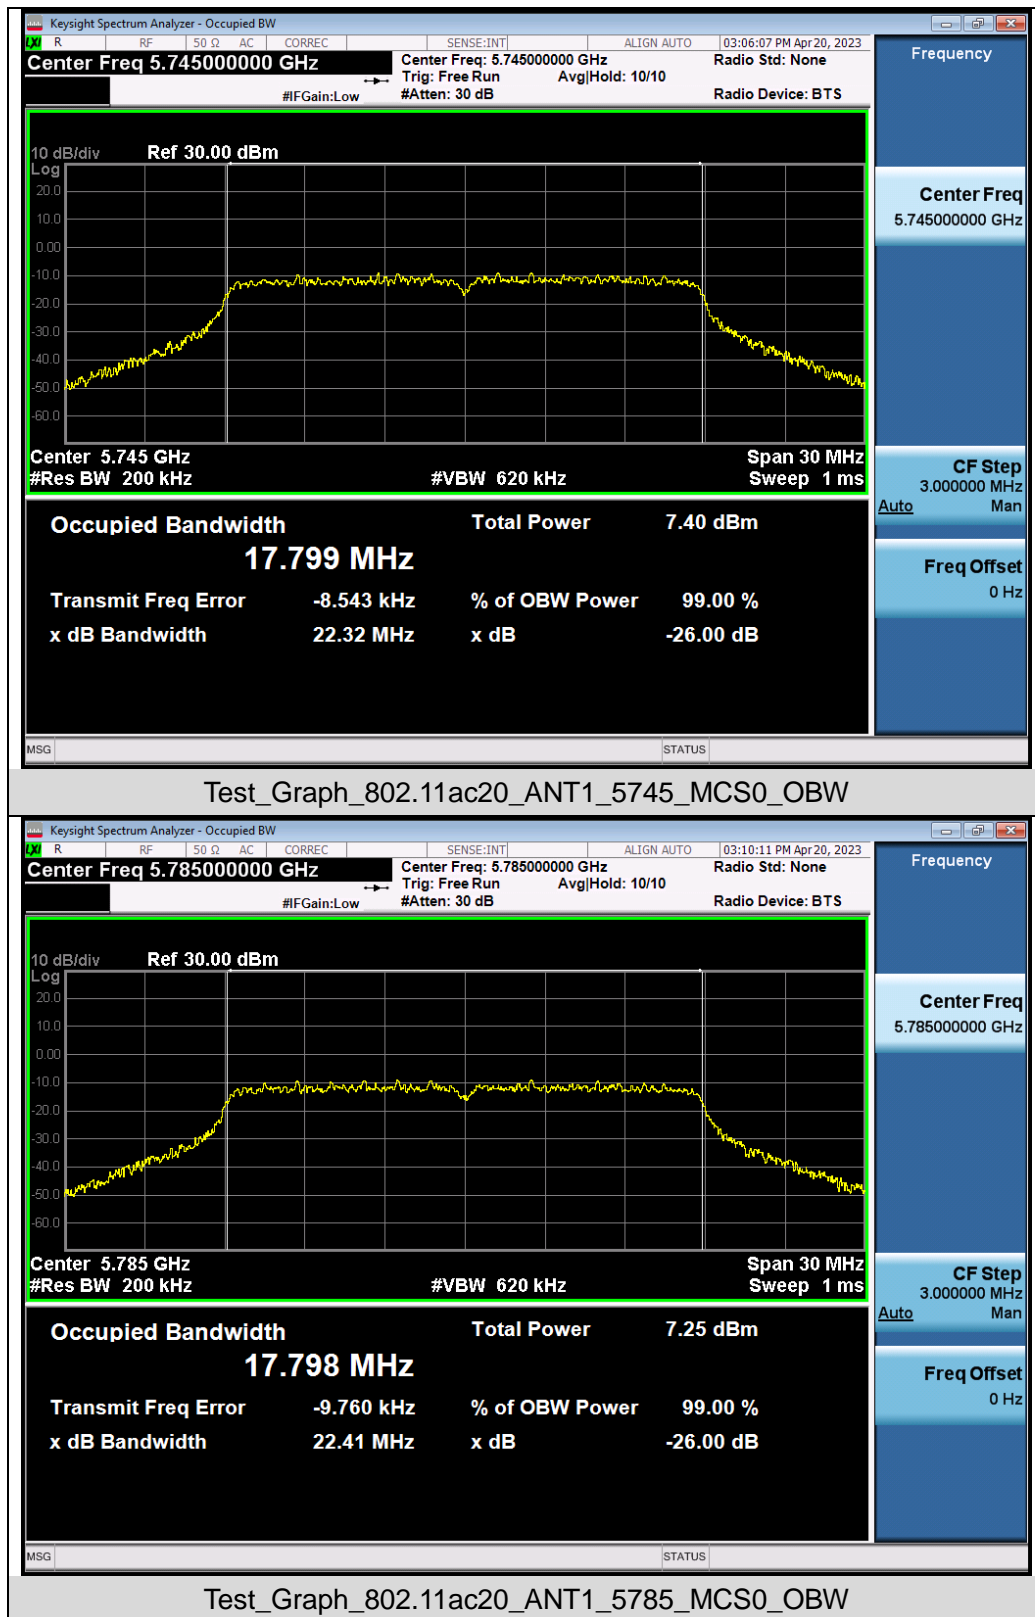 Keysight Spectrum Analyzer - Occupied BW
LXI R RF 50 Ω AC CORREC SENSE:INT ALIGN AUTO 03:06:07 PM Apr 20, 2023
Center Freq 5.745000000 GHz Center Freq: 5.745000000 GHz Radio Std: None
Trig: Free Run Avg|Hold: 10/10
#IFGain:Low #Atten: 30 dB Radio Device: BTS
10 dB/div Ref 30.00 dBm
Log
20.0
10.0
0.00
-10.0
-20.0
-30.0
-40.0
-50.0
-60.0
Center 5.745 GHz Span 30 MHz
#Res BW 200 kHz #VBW 620 kHz Sweep 1 ms
Occupied Bandwidth Total Power 7.40 dBm
17.799 MHz
Transmit Freq Error -8.543 kHz % of OBW Power 99.00 %
x dB Bandwidth 22.32 MHz x dB -26.00 dB
MSG STATUS
Frequency
Center Freq
5.745000000 GHz
CF Step
3.000000 MHz
Auto Man
Freq Offset
0 Hz
Test_Graph_802.11ac20_ANT1_5745_MCS0_OBW
Keysight Spectrum Analyzer - Occupied BW
LXI R RF 50 Ω AC CORREC SENSE:INT ALIGN AUTO 03:10:11 PM Apr 20, 2023
Center Freq 5.785000000 GHz Center Freq: 5.785000000 GHz Radio Std: None
Trig: Free Run Avg|Hold: 10/10
#IFGain:Low #Atten: 30 dB Radio Device: BTS
10 dB/div Ref 30.00 dBm
Log
20.0
10.0
0.00
-10.0
-20.0
-30.0
-40.0
-50.0
-60.0
Center 5.785 GHz Span 30 MHz
#Res BW 200 kHz #VBW 620 kHz Sweep 1 ms
Occupied Bandwidth Total Power 7.25 dBm
17.798 MHz
Transmit Freq Error -9.760 kHz % of OBW Power 99.00 %
x dB Bandwidth 22.41 MHz x dB -26.00 dB
MSG STATUS
Frequency
Center Freq
5.785000000 GHz
CF Step
3.000000 MHz
Auto Man
Freq Offset
0 Hz
Test_Graph_802.11ac20_ANT1_5785_MCS0_OBW